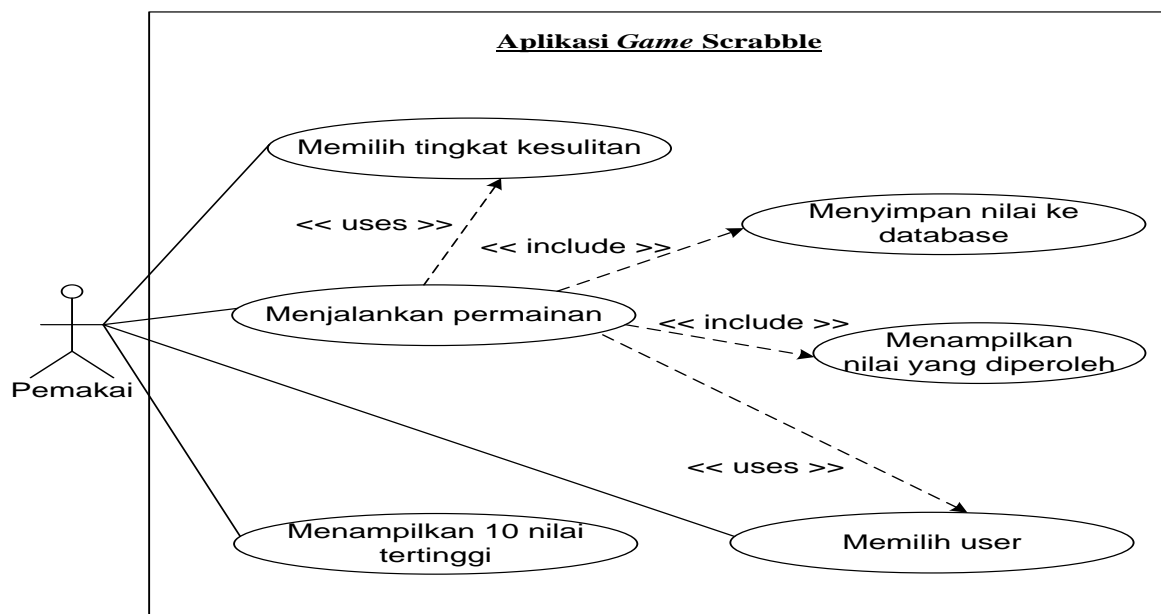 Aplikasi Game Scrabble
Memilih tingkat kesulitan
<< uses >>
Menyimpan nilai ke
database
<< include >>
Menjalankan permainan
<< include >>
Menampilkan
nilai yang diperoleh
Pemakai
<< uses >>
Menampilkan 10 nilai
tertinggi
Memilih user